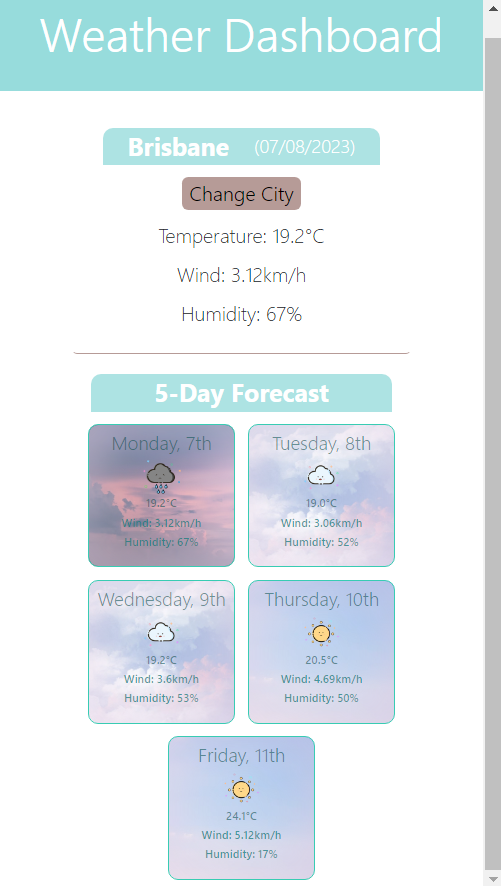 Weather Dashboard
Brisbane (07/08/2023)
Change City
Temperature: 19.2°C
Wind: 3.12km/h
Humidity: 67%
5-Day Forecast
Monday, 7th
19.2°C
Wind: 3.12km/h
Humidity: 67%
Tuesday, 8th
19.0°C
Wind: 3.06km/h
Humidity: 52%
Wednesday, 9th
19.2°C
Wind: 3.6km/h
Humidity: 53%
Thursday, 10th
20.5°C
Wind: 4.69km/h
Humidity: 50%
Friday, 11th
24.1°C
Wind: 5.12km/h
Humidity: 17%